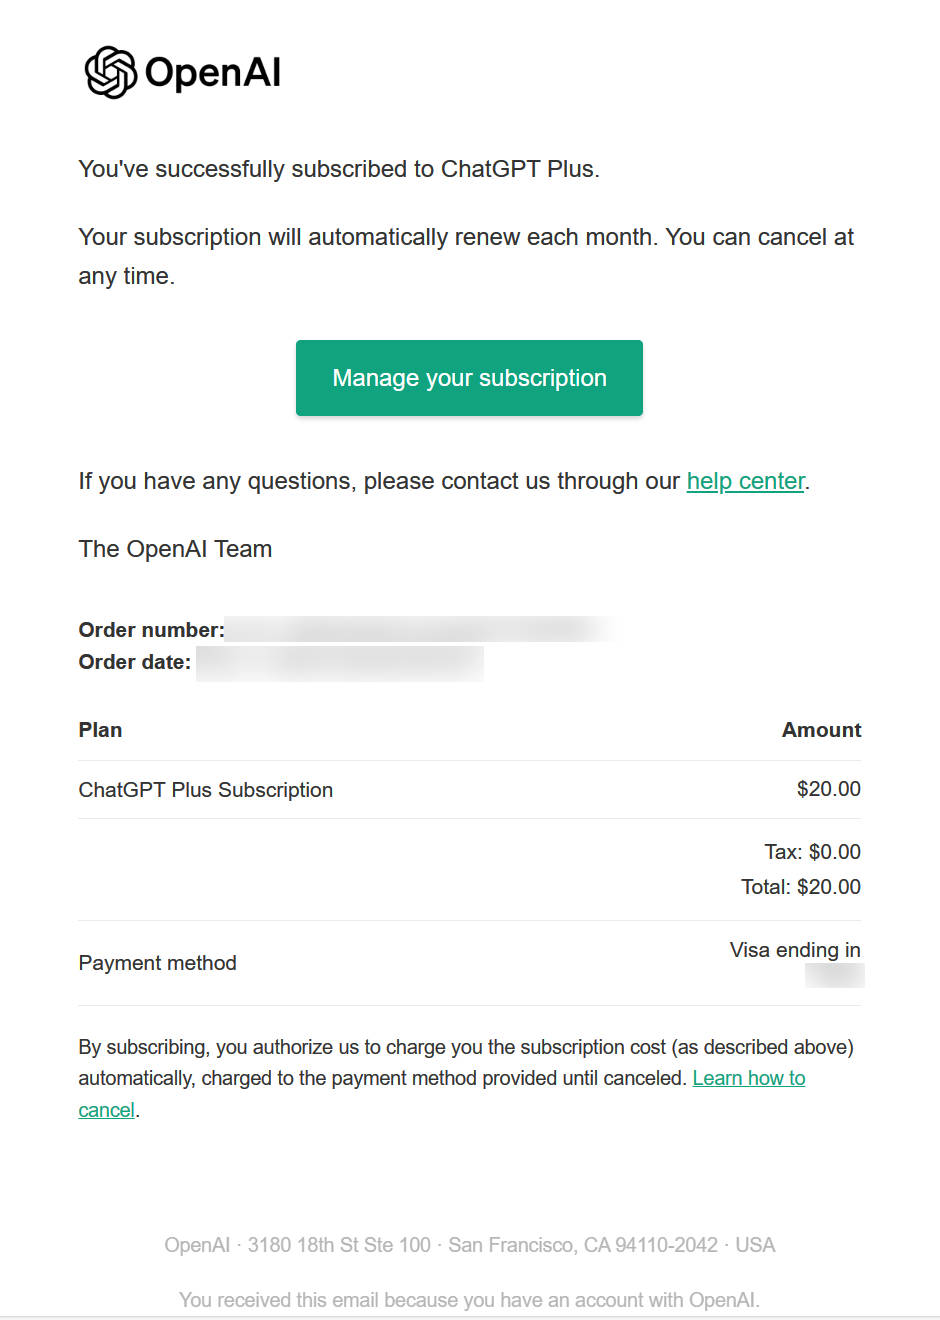 OpenAI
You've successfully subscribed to ChatGPT Plus.
Your subscription will automatically renew each month. You can cancel at
any time.
Manage your subscription
If you have any questions, please contact us through our help center.
The OpenAI Team
Order number:
Order date:
Plan Amount
ChatGPT Plus Subscription $20.00
Tax: $0.00
Total: $20.00
Visa ending in
Payment method
By subscribing, you authorize us to charge you the subscription cost (as described above)
automatically, charged to the payment method provided until canceled. Learn how to
cancel.
OpenAI · 3180 18th St Ste 100 · San Francisco, CA 94110-2042 · USA
You received this email because you have an account with OpenAI.